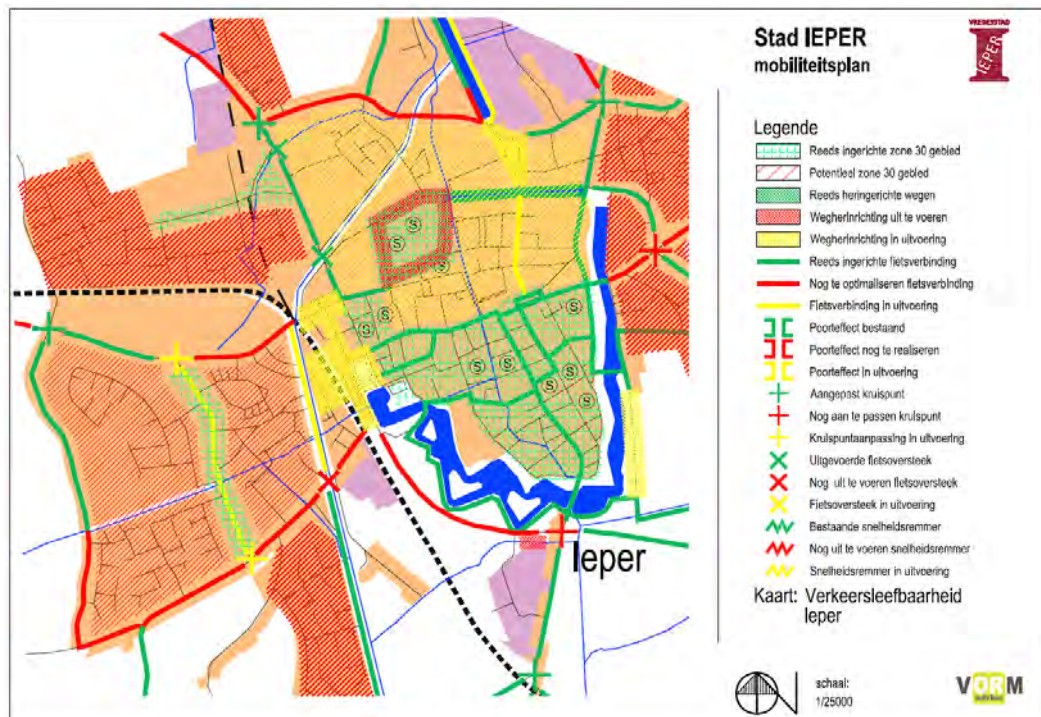 Stad IEPER
mobiliteitsplan
VREDESSTAD
IEPER
Legende
Reeds ingerichte zone 30 gebied
Potentieel zone 30 gebied
Reeds heringerichte wegen
Wegherinrichting uit te voeren
Wegherinrichting in uitvoering
Reeds ingerichte fietsverbinding
Nog te optimaliseren fietsverbinding
Fietsverbinding in uitvoering
Poorteffect bestaand
Poorteffect nog te realiseren
Poorteffect in uitvoering
Aangepast kruispunt
Nog aan te passen kruispunt
Kruispuntaanpassing in uitvoering
Uitgevoerde fietsoversteek
Nog uit te voeren fietsoversteek
Fietsoversteek in uitvoering
Bestaande snelheidsremmer
Nog uit te voeren snelheidsremmer
Snelheidsremmer in uitvoering
Kaart: Verkeersleefbaarheid
Ieper
S
S
S
S
S
S
S
S
S
S
S
Ieper
schaal:
1/25000
VORM